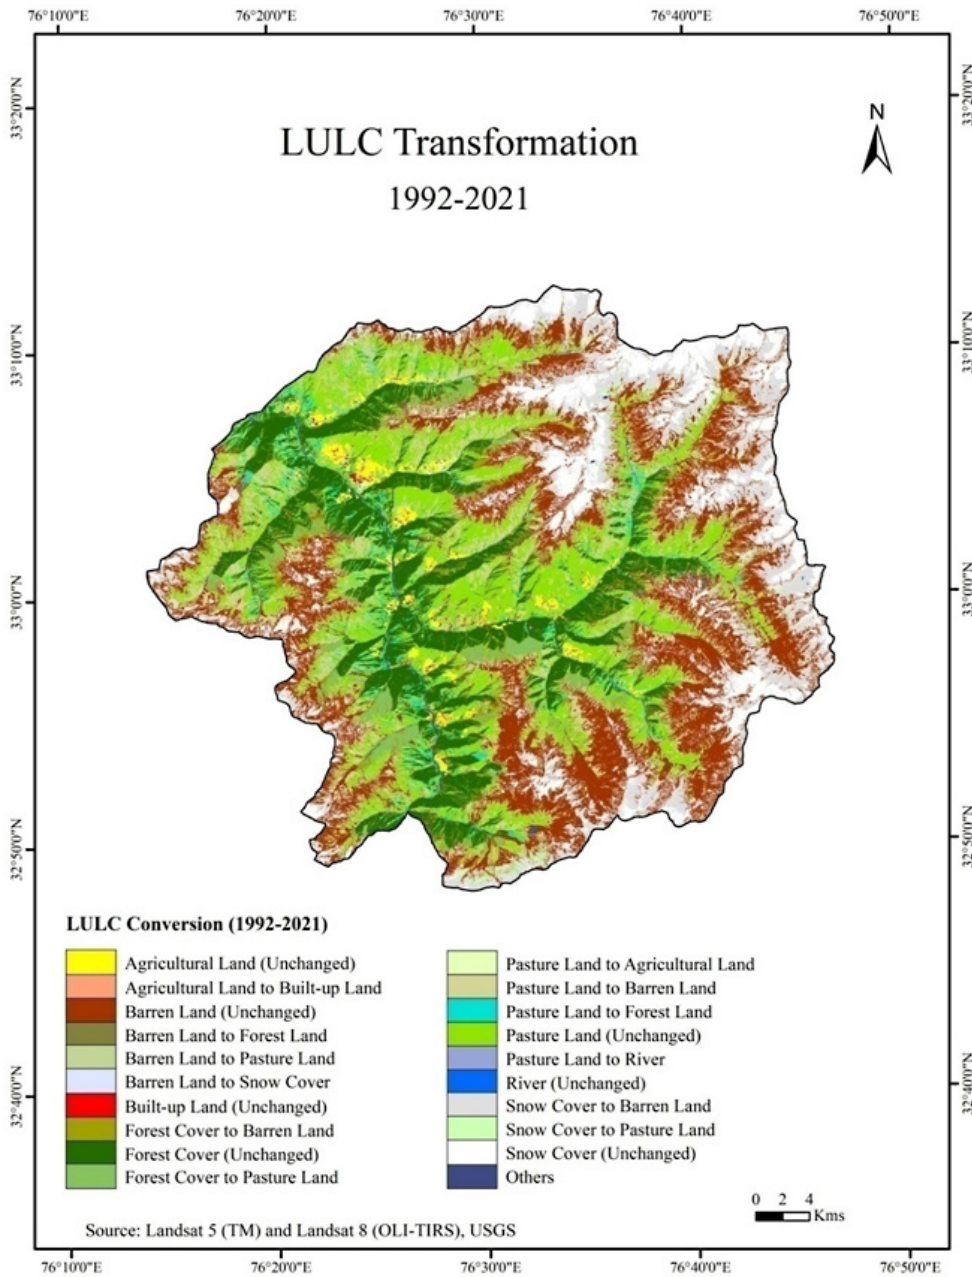 76°10'0"E 76°20'0"E 76°30'0"E 76°40'0"E 76°50'0"E
33°20'0"N 33°20'0"N
N
LULC Transformation
1992-2021
33°10'0"N 33°10'0"N
33°0'0"N 33°0'0"N
32°50'0"N 32°50'0"N
LULC Conversion (1992-2021)
Agricultural Land (Unchanged)
Agricultural Land to Built-up Land
Barren Land (Unchanged)
Barren Land to Forest Land
Barren Land to Pasture Land
Barren Land to Snow Cover
Built-up Land (Unchanged)
Forest Cover to Barren Land
Forest Cover (Unchanged)
Forest Cover to Pasture Land
Pasture Land to Agricultural Land
Pasture Land to Barren Land
Pasture Land to Forest Land
Pasture Land (Unchanged)
Pasture Land to River
River (Unchanged)
Snow Cover to Barren Land
Snow Cover to Pasture Land
Snow Cover (Unchanged)
Others
32°40'0"N 32°40'0"N
0 2 4
Kms
Source: Landsat 5 (TM) and Landsat 8 (OLI-TIRS), USGS
76°10'0"E 76°20'0"E 76°30'0"E 76°40'0"E 76°50'0"E